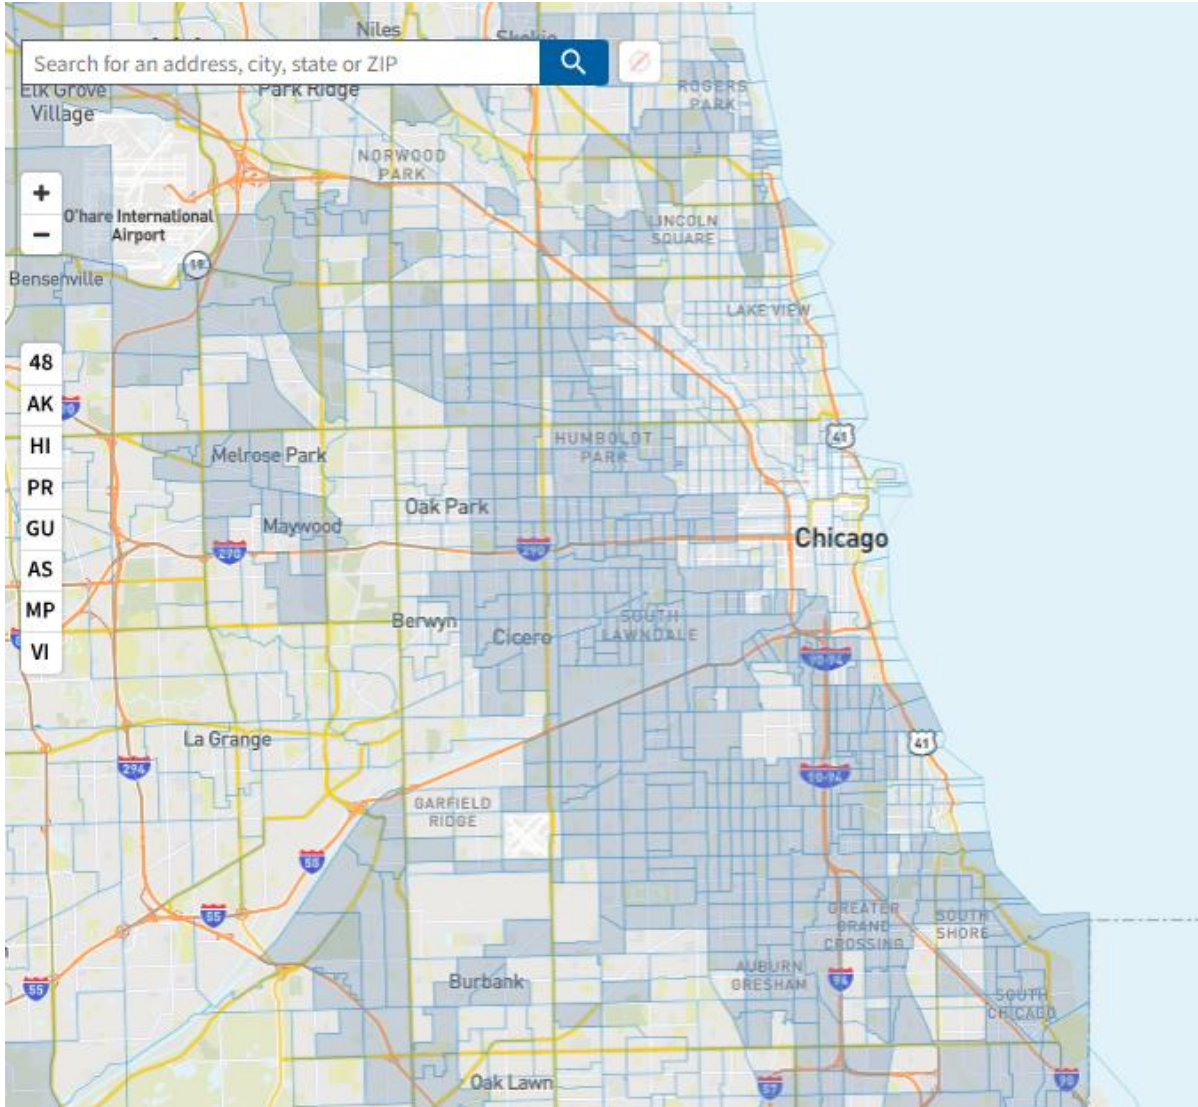 Niles
Skokie
Search for an address, city, state or ZIP
Elk Grove
Village
Park Ridge
ROGERS
PARK
NORWOOD
PARK
+
−
O'hare International
Airport
LINCOLN
SQUARE
19
Bensenville
LAKE VIEW
48
AK
HI
PR
GU
AS
MP
VI
41
HUMBOLDT
PARK
Melrose Park
Oak Park
Maywood
Chicago
290
290
Berwyn
Cicero
SOUTH
LAWNDALE
90-94
La Grange
41
294
90-94
GARFIELD
RIDGE
55
55
GREATER
GRAND
CROSSING
SOUTH
SHORE
AUBURN
GRESHAM
94
Burbank
55
SOUTH
CHICAGO
Oak Lawn
57
90